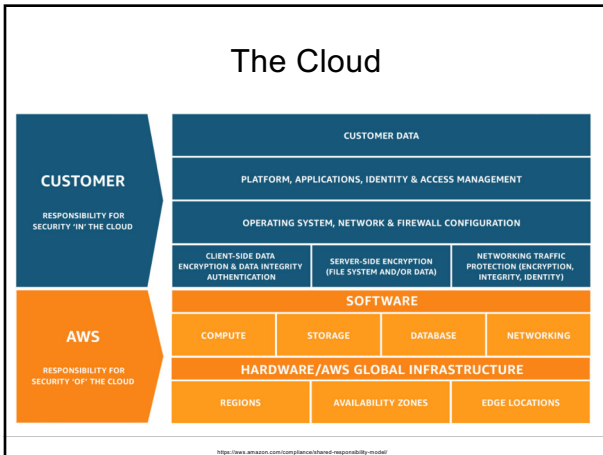 The Cloud
CUSTOMER
RESPONSIBILITY FOR
SECURITY 'IN' THE CLOUD
CUSTOMER DATA
PLATFORM, APPLICATIONS, IDENTITY & ACCESS MANAGEMENT
OPERATING SYSTEM, NETWORK & FIREWALL CONFIGURATION
CLIENT-SIDE DATA
ENCRYPTION & DATA INTEGRITY
AUTHENTICATION
SERVER-SIDE ENCRYPTION
(FILE SYSTEM AND/OR DATA)
NETWORKING TRAFFIC
PROTECTION (ENCRYPTION,
INTEGRITY, IDENTITY)
AWS
RESPONSIBILITY FOR
SECURITY 'OF' THE CLOUD
SOFTWARE
COMPUTE
STORAGE
DATABASE
NETWORKING
HARDWARE/AWS GLOBAL INFRASTRUCTURE
REGIONS
AVAILABILITY ZONES
EDGE LOCATIONS
https://aws.amazon.com/compliance/shared-responsibility-model/